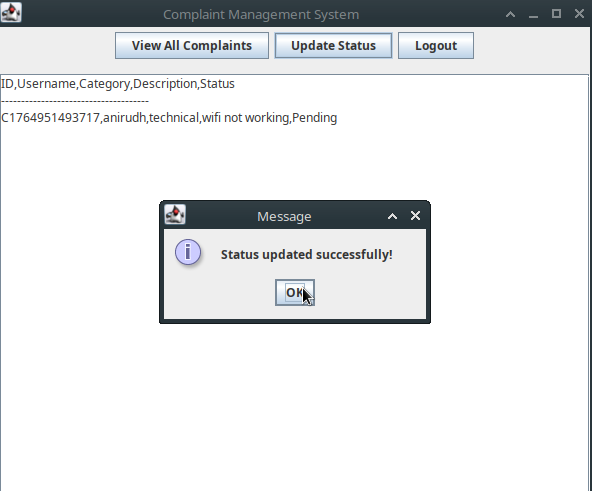 Complaint Management System
View All Complaints
Update Status
Logout
ID,Username,Category,Description,Status
-------------------------------------
C1764951493717,anirudh,technical,wifi not working,Pending
Message
Status updated successfully!
OK